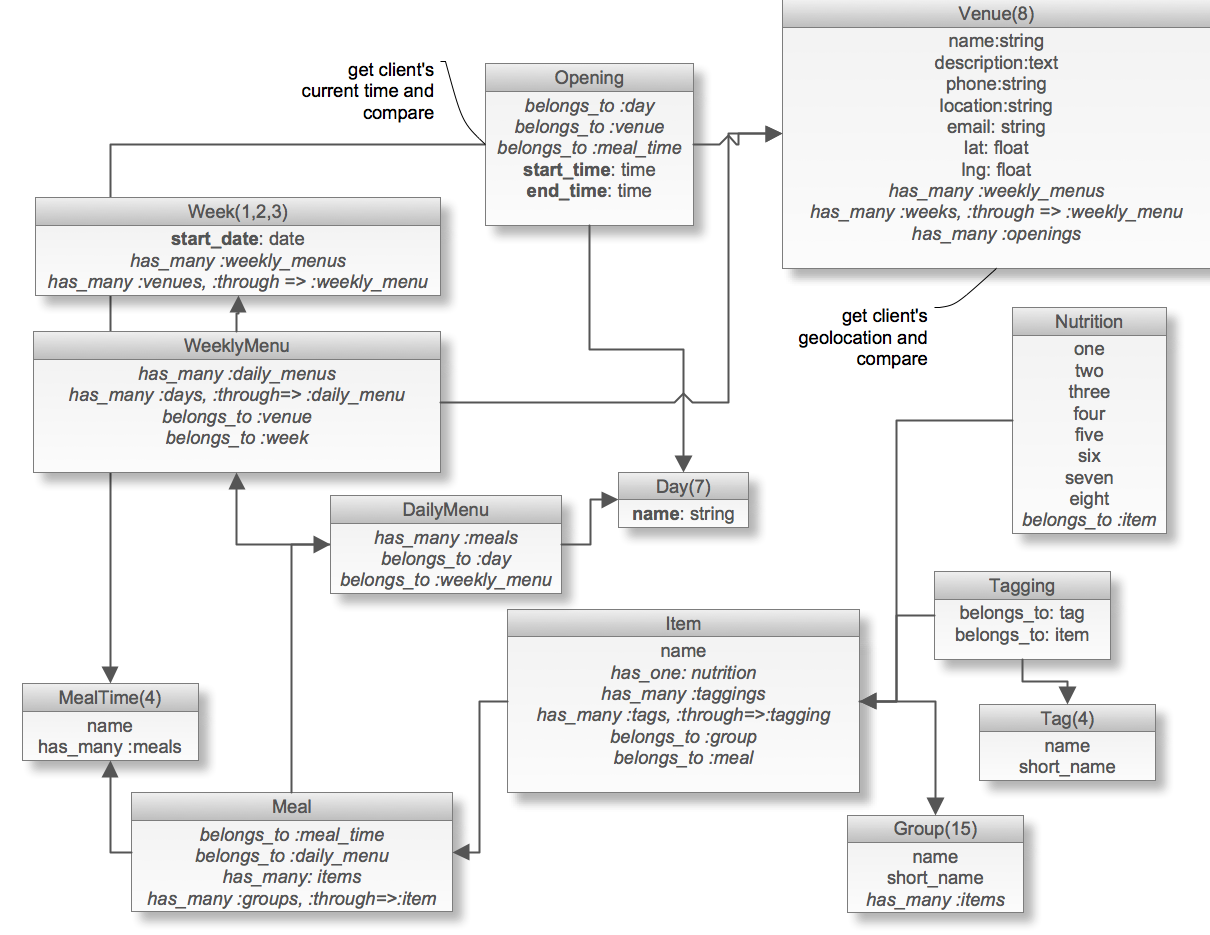 Venue(8)
name:string
description:text
phone:string
location:string
email: string
lat: float
lng: float
has_many :weekly_menus
has_many :weeks, :through => :weekly_menu
has_many :openings
get client's
current time and
compare
Opening
belongs_to :day
belongs_to :venue
belongs_to :meal_time
start_time: time
end_time: time
Week(1,2,3)
start_date: date
has_many :weekly_menus
has_many :venues, :through => :weekly_menu
get client's
geolocation and
compare
Nutrition
one
two
three
four
five
six
seven
eight
belongs_to :item
WeeklyMenu
has_many :daily_menus
has_many :days, :through=> :daily_menu
belongs_to :venue
belongs_to :week
Day(7)
name: string
DailyMenu
has_many :meals
belongs_to :day
belongs_to :weekly_menu
Tagging
belongs_to: tag
belongs_to: item
Item
name
has_one: nutrition
has_many :taggings
has_many :tags, :through=>:tagging
belongs_to :group
belongs_to :meal
MealTime(4)
name
has_many :meals
Tag(4)
name
short_name
Meal
belongs_to :meal_time
belongs_to :daily_menu
has_many: items
has_many :groups, :through=>:item
Group(15)
name
short_name
has_many :items